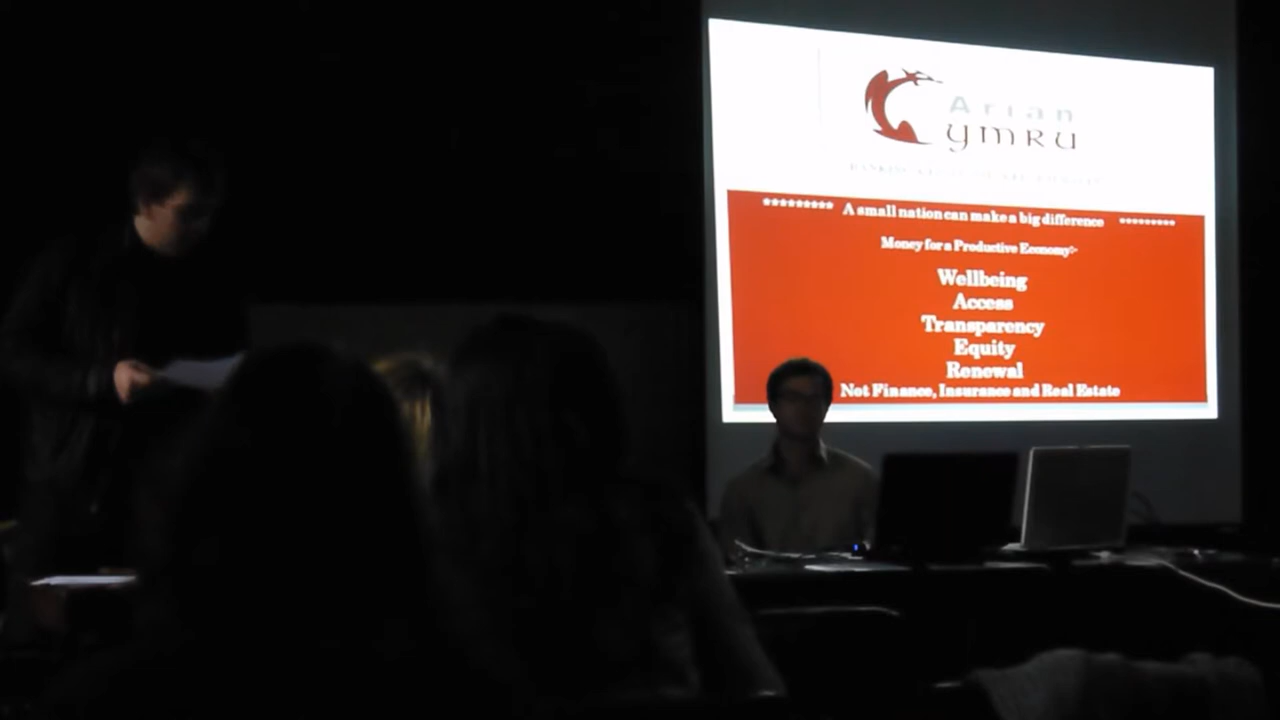 Arian
Cymru
********* A small nation can make a big difference *********
Money for a Productive Economy:-
Wellbeing
Access
Transparency
Equity
Renewal
Not Finance, Insurance and Real Estate